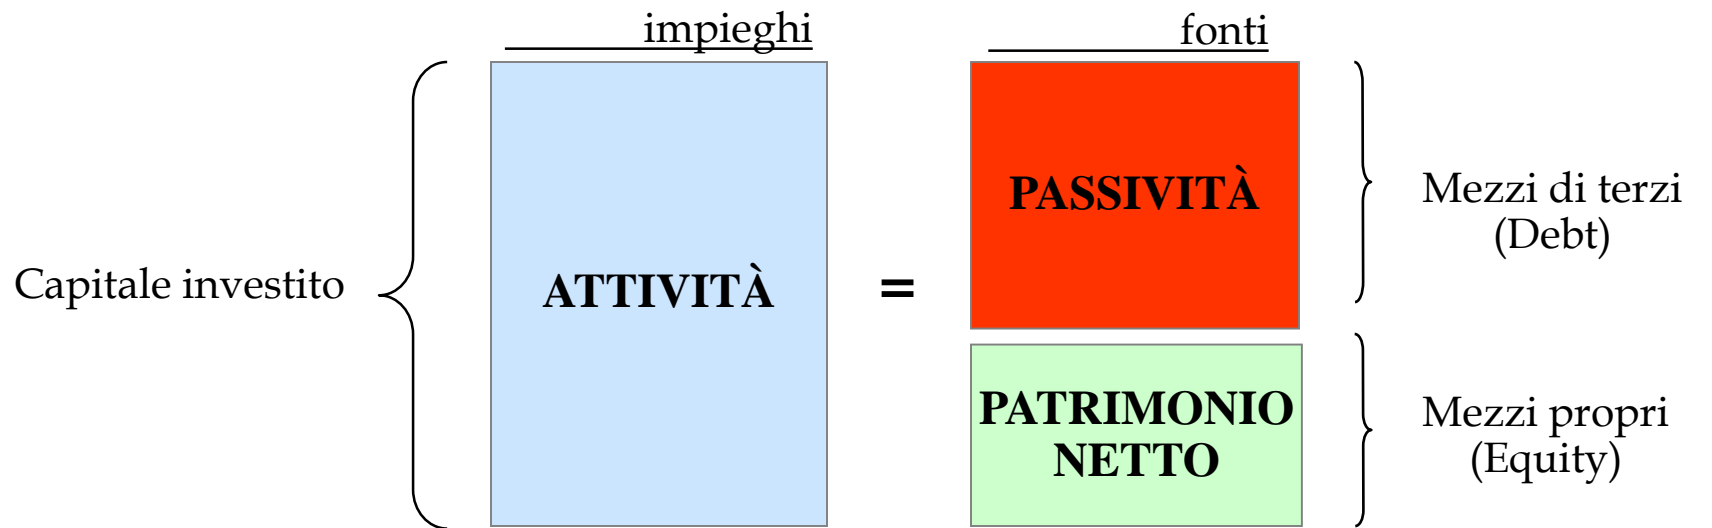 impieghi
fonti
PASSIVITÀ
Mezzi di terzi
(Debt)
Capitale investito
ATTIVITÀ
=
PATRIMONIO
NETTO
Mezzi propri
(Equity)